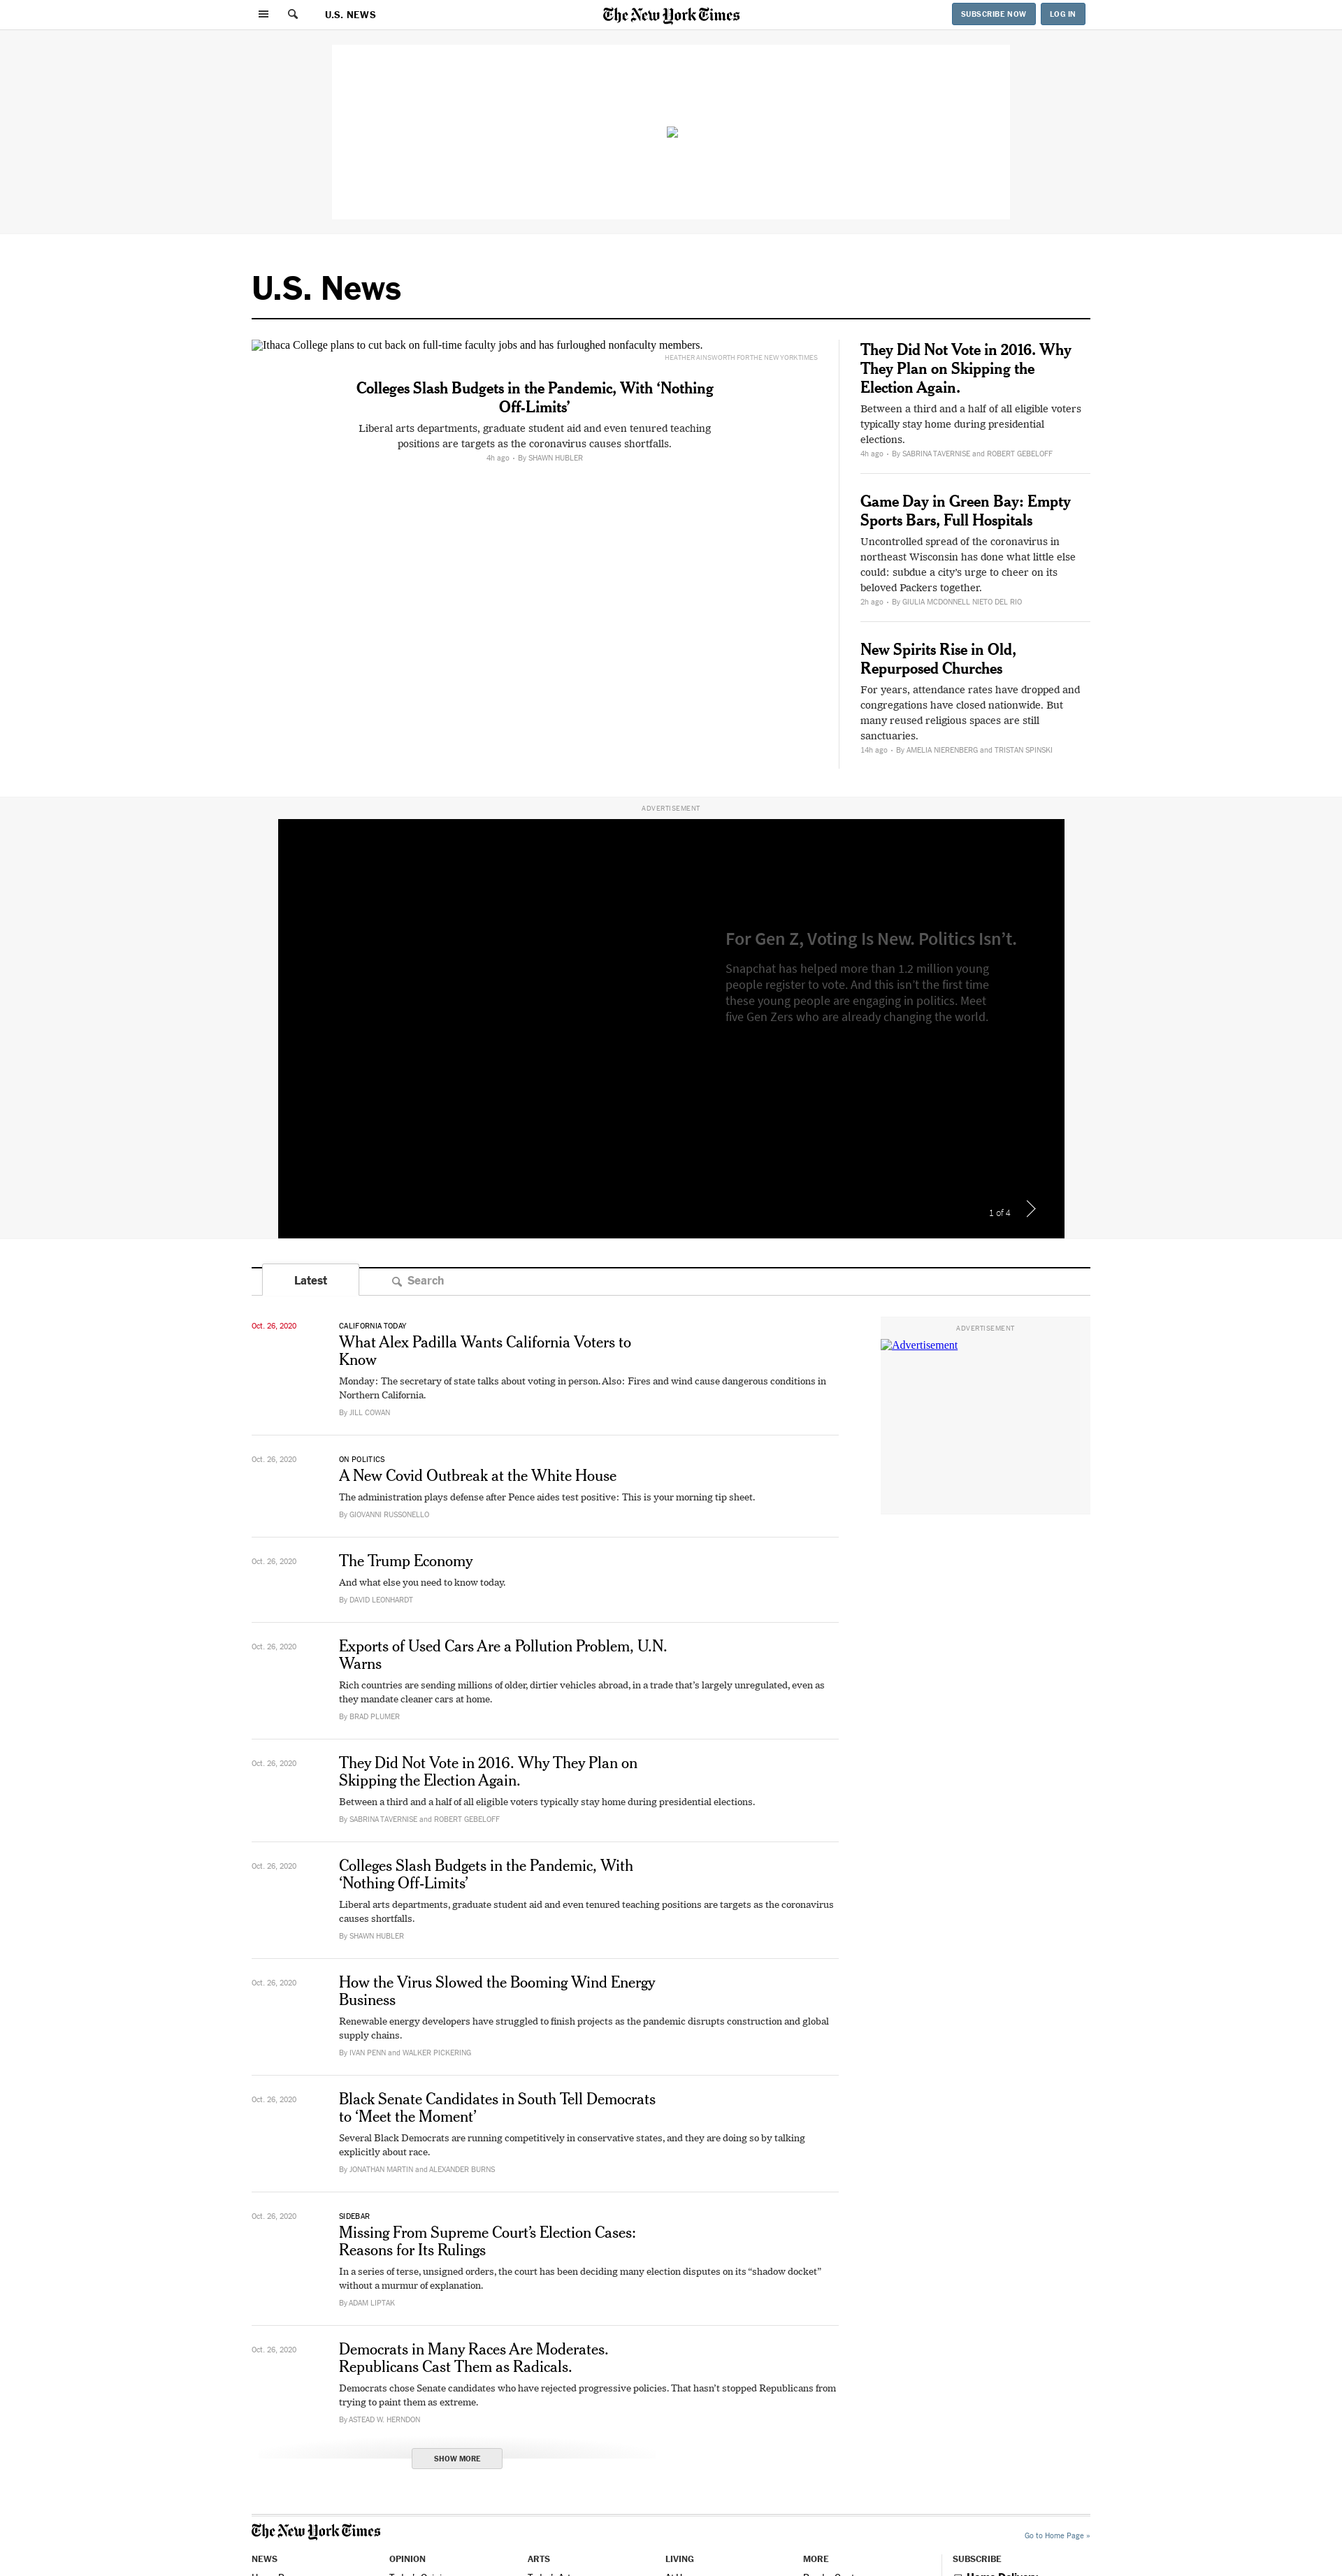 U.S. NEWS
The New York Times
SUBSCRIBE NOW
LOG IN
U.S. News
Ithaca College plans to cut back on full-time faculty jobs and has furloughed nonfaculty members.
HEATHER AINSWORTH FOR THE NEW YORK TIMES
Colleges Slash Budgets in the Pandemic, With ‘Nothing
Off-Limits’
Liberal arts departments, graduate student aid and even tenured teaching
positions are targets as the coronavirus causes shortfalls.
4h ago • By SHAWN HUBLER
They Did Not Vote in 2016. Why
They Plan on Skipping the
Election Again.
Between a third and a half of all eligible voters
typically stay home during presidential
elections.
4h ago • By SABRINA TAVERNISE and ROBERT GEBELOFF
Game Day in Green Bay: Empty
Sports Bars, Full Hospitals
Uncontrolled spread of the coronavirus in
northeast Wisconsin has done what little else
could: subdue a city’s urge to cheer on its
beloved Packers together.
2h ago • By GIULIA MCDONNELL NIETO DEL RIO
New Spirits Rise in Old,
Repurposed Churches
For years, attendance rates have dropped and
congregations have closed nationwide. But
many reused religious spaces are still
sanctuaries.
14h ago • By AMELIA NIERENBERG and TRISTAN SPINSKI
ADVERTISEMENT
For Gen Z, Voting Is New. Politics Isn’t.
Snapchat has helped more than 1.2 million young
people register to vote. And this isn’t the first time
these young people are engaging in politics. Meet
five Gen Zers who are already changing the world.
1 of 4
Latest
Search
Oct. 26, 2020
CALIFORNIA TODAY
What Alex Padilla Wants California Voters to
Know
Monday: The secretary of state talks about voting in person. Also: Fires and wind cause dangerous conditions in
Northern California.
By JILL COWAN
ADVERTISEMENT
Advertisement
Oct. 26, 2020
ON POLITICS
A New Covid Outbreak at the White House
The administration plays defense after Pence aides test positive: This is your morning tip sheet.
By GIOVANNI RUSSONELLO
Oct. 26, 2020
The Trump Economy
And what else you need to know today.
By DAVID LEONHARDT
Oct. 26, 2020
Exports of Used Cars Are a Pollution Problem, U.N.
Warns
Rich countries are sending millions of older, dirtier vehicles abroad, in a trade that’s largely unregulated, even as
they mandate cleaner cars at home.
By BRAD PLUMER
Oct. 26, 2020
They Did Not Vote in 2016. Why They Plan on
Skipping the Election Again.
Between a third and a half of all eligible voters typically stay home during presidential elections.
By SABRINA TAVERNISE and ROBERT GEBELOFF
Oct. 26, 2020
Colleges Slash Budgets in the Pandemic, With
‘Nothing Off-Limits’
Liberal arts departments, graduate student aid and even tenured teaching positions are targets as the coronavirus
causes shortfalls.
By SHAWN HUBLER
Oct. 26, 2020
How the Virus Slowed the Booming Wind Energy
Business
Renewable energy developers have struggled to finish projects as the pandemic disrupts construction and global
supply chains.
By IVAN PENN and WALKER PICKERING
Oct. 26, 2020
Black Senate Candidates in South Tell Democrats
to ‘Meet the Moment’
Several Black Democrats are running competitively in conservative states, and they are doing so by talking
explicitly about race.
By JONATHAN MARTIN and ALEXANDER BURNS
Oct. 26, 2020
SIDEBAR
Missing From Supreme Court’s Election Cases:
Reasons for Its Rulings
In a series of terse, unsigned orders, the court has been deciding many election disputes on its “shadow docket”
without a murmur of explanation.
By ADAM LIPTAK
Oct. 26, 2020
Democrats in Many Races Are Moderates.
Republicans Cast Them as Radicals.
Democrats chose Senate candidates who have rejected progressive policies. That hasn’t stopped Republicans from
trying to paint them as extreme.
By ASTEAD W. HERNDON
SHOW MORE
The New York Times
Go to Home Page »
NEWS
OPINION
ARTS
LIVING
MORE
SUBSCRIBE